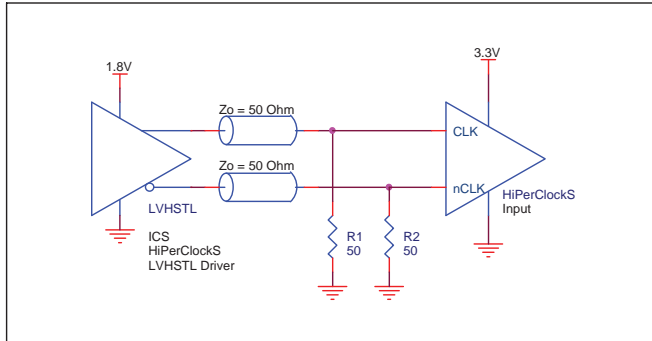 1.8V
3.3V
Zo = 50 Ohm
CLK
Zo = 50 Ohm
nCLK
LVHSTL
HiPerClockS
Input
ICS
HiPerClockS
LVHSTL Driver
R1
50
R2
50